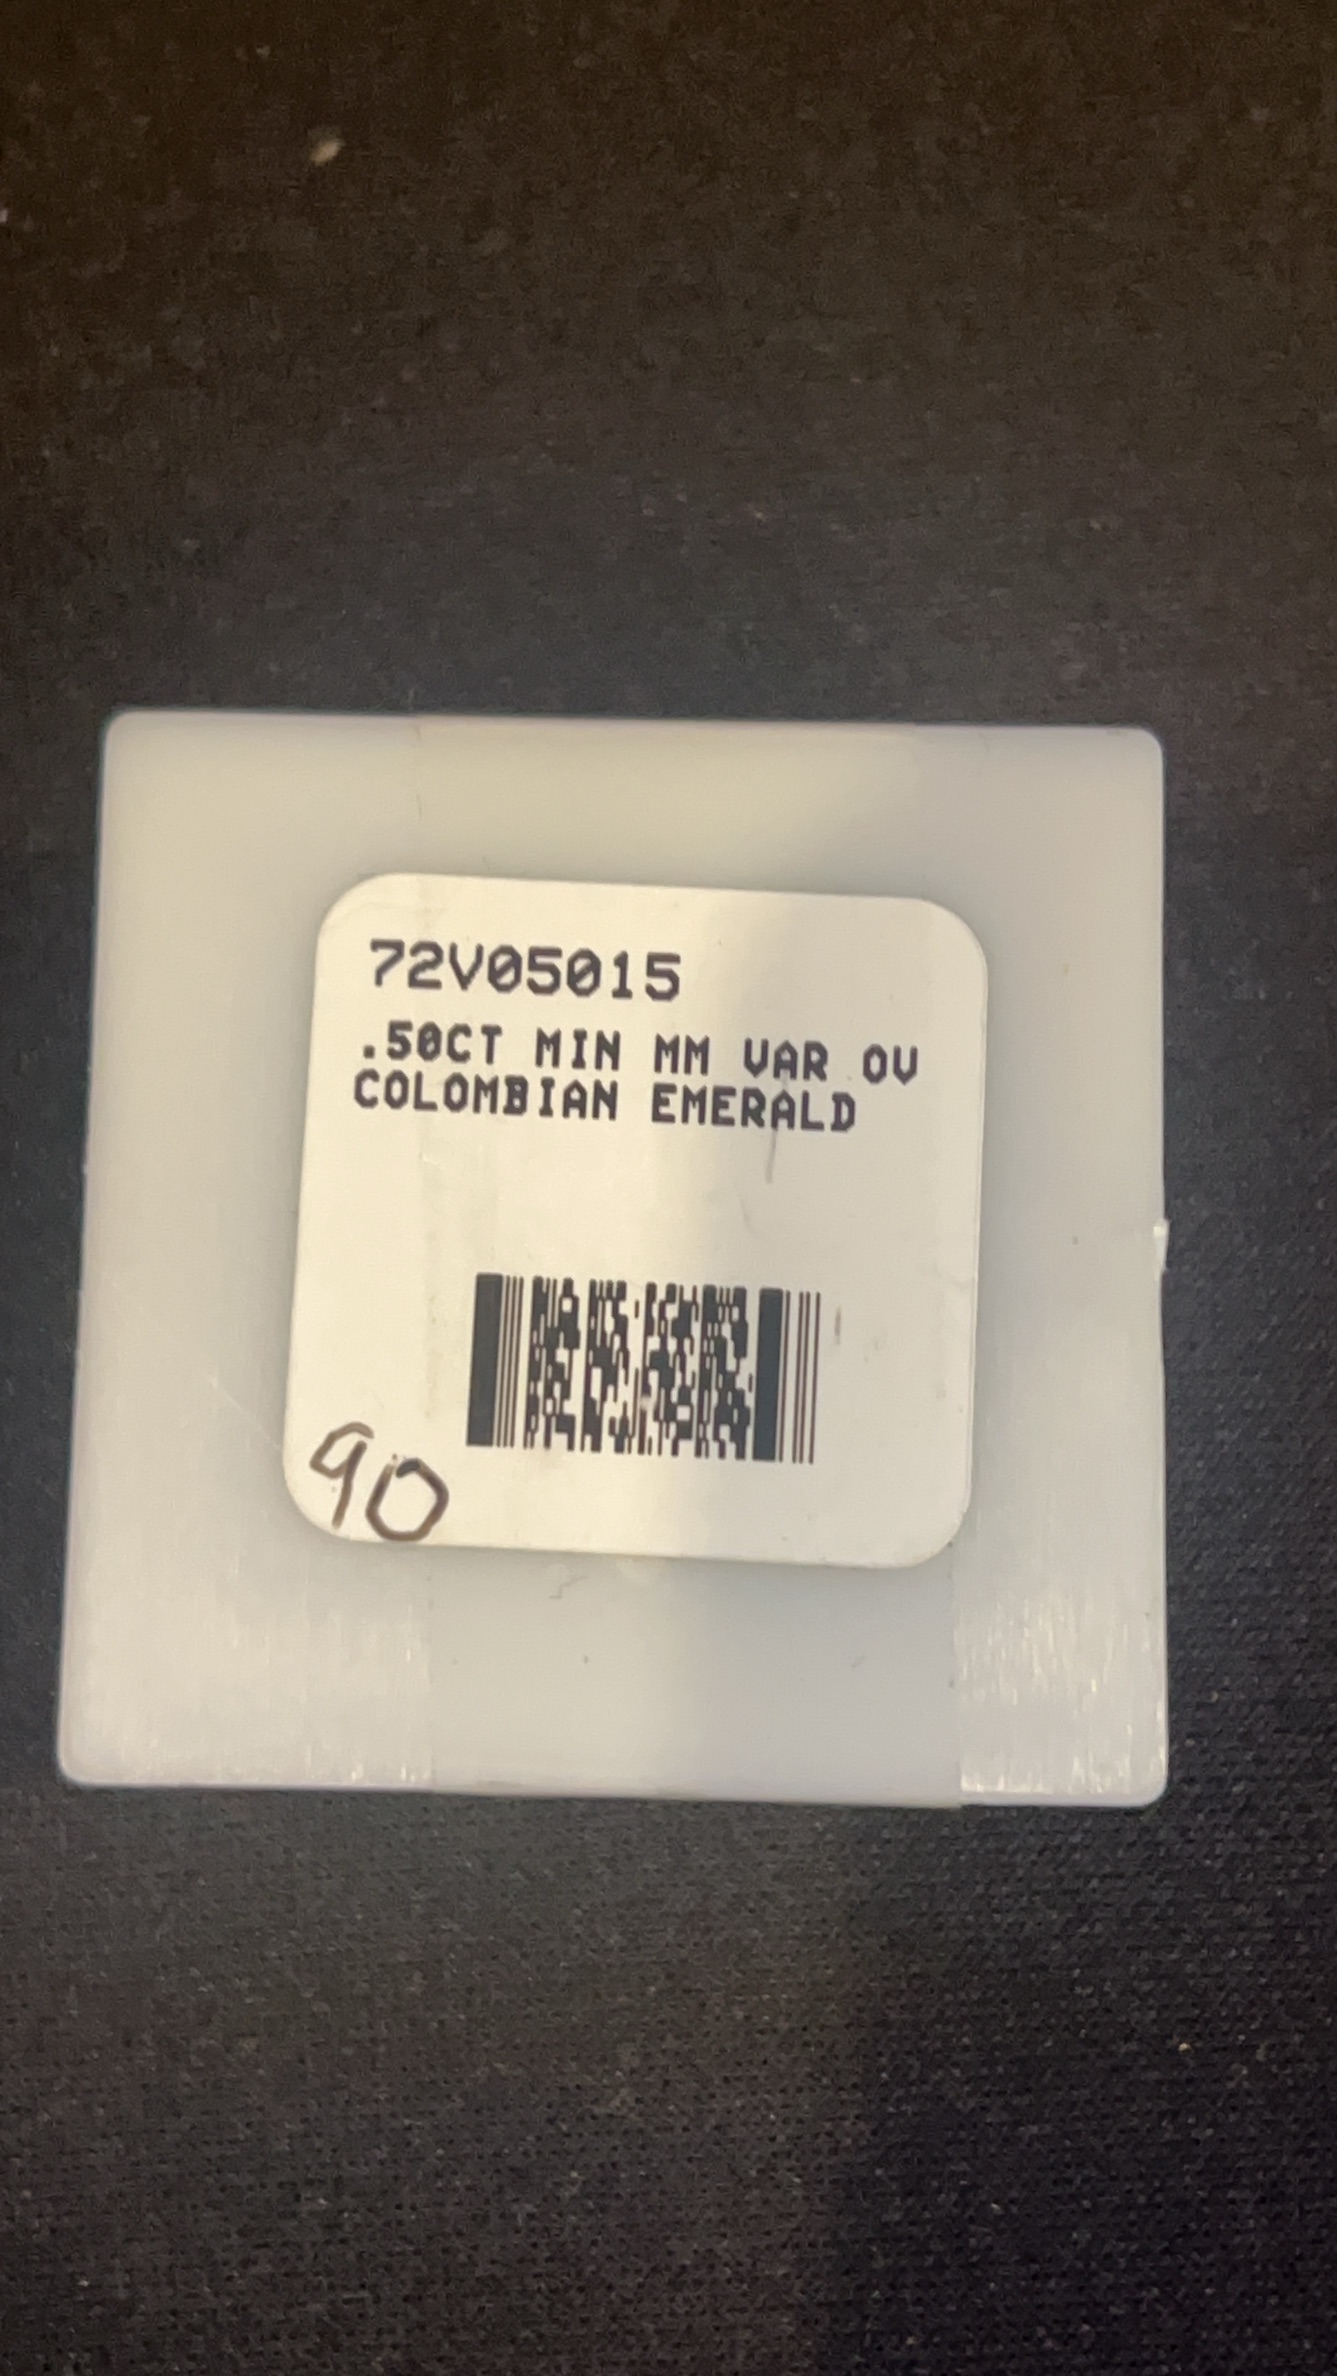 72V05015
.50CT MIN MM VAR OV
COLOMBIAN EMERALD
90